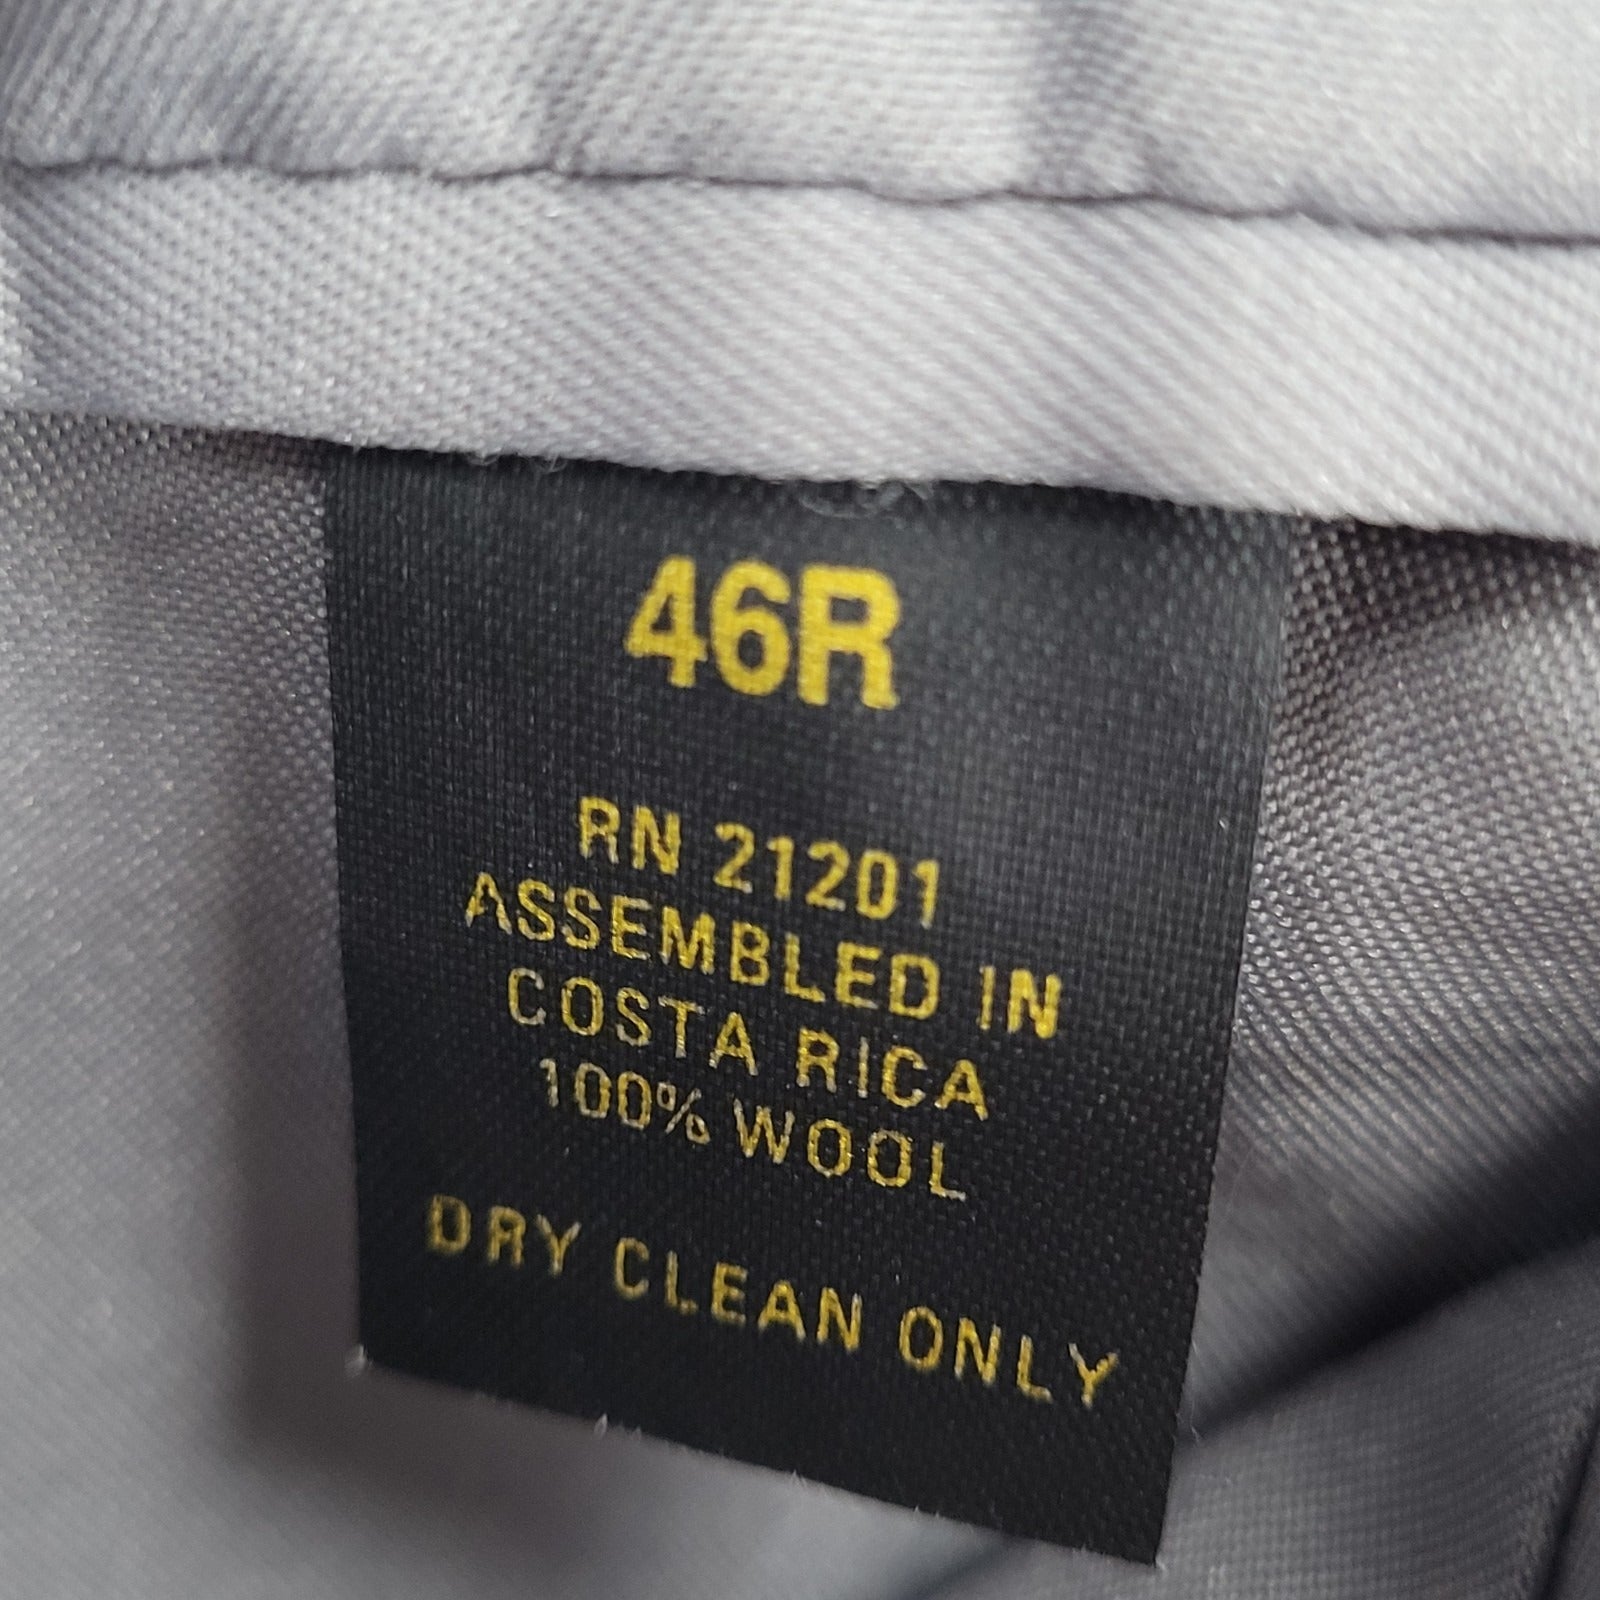 46R
RN 21201
ASSEMBLED IN
COSTA RICA
100% WOOL
DRY CLEAN ONLY